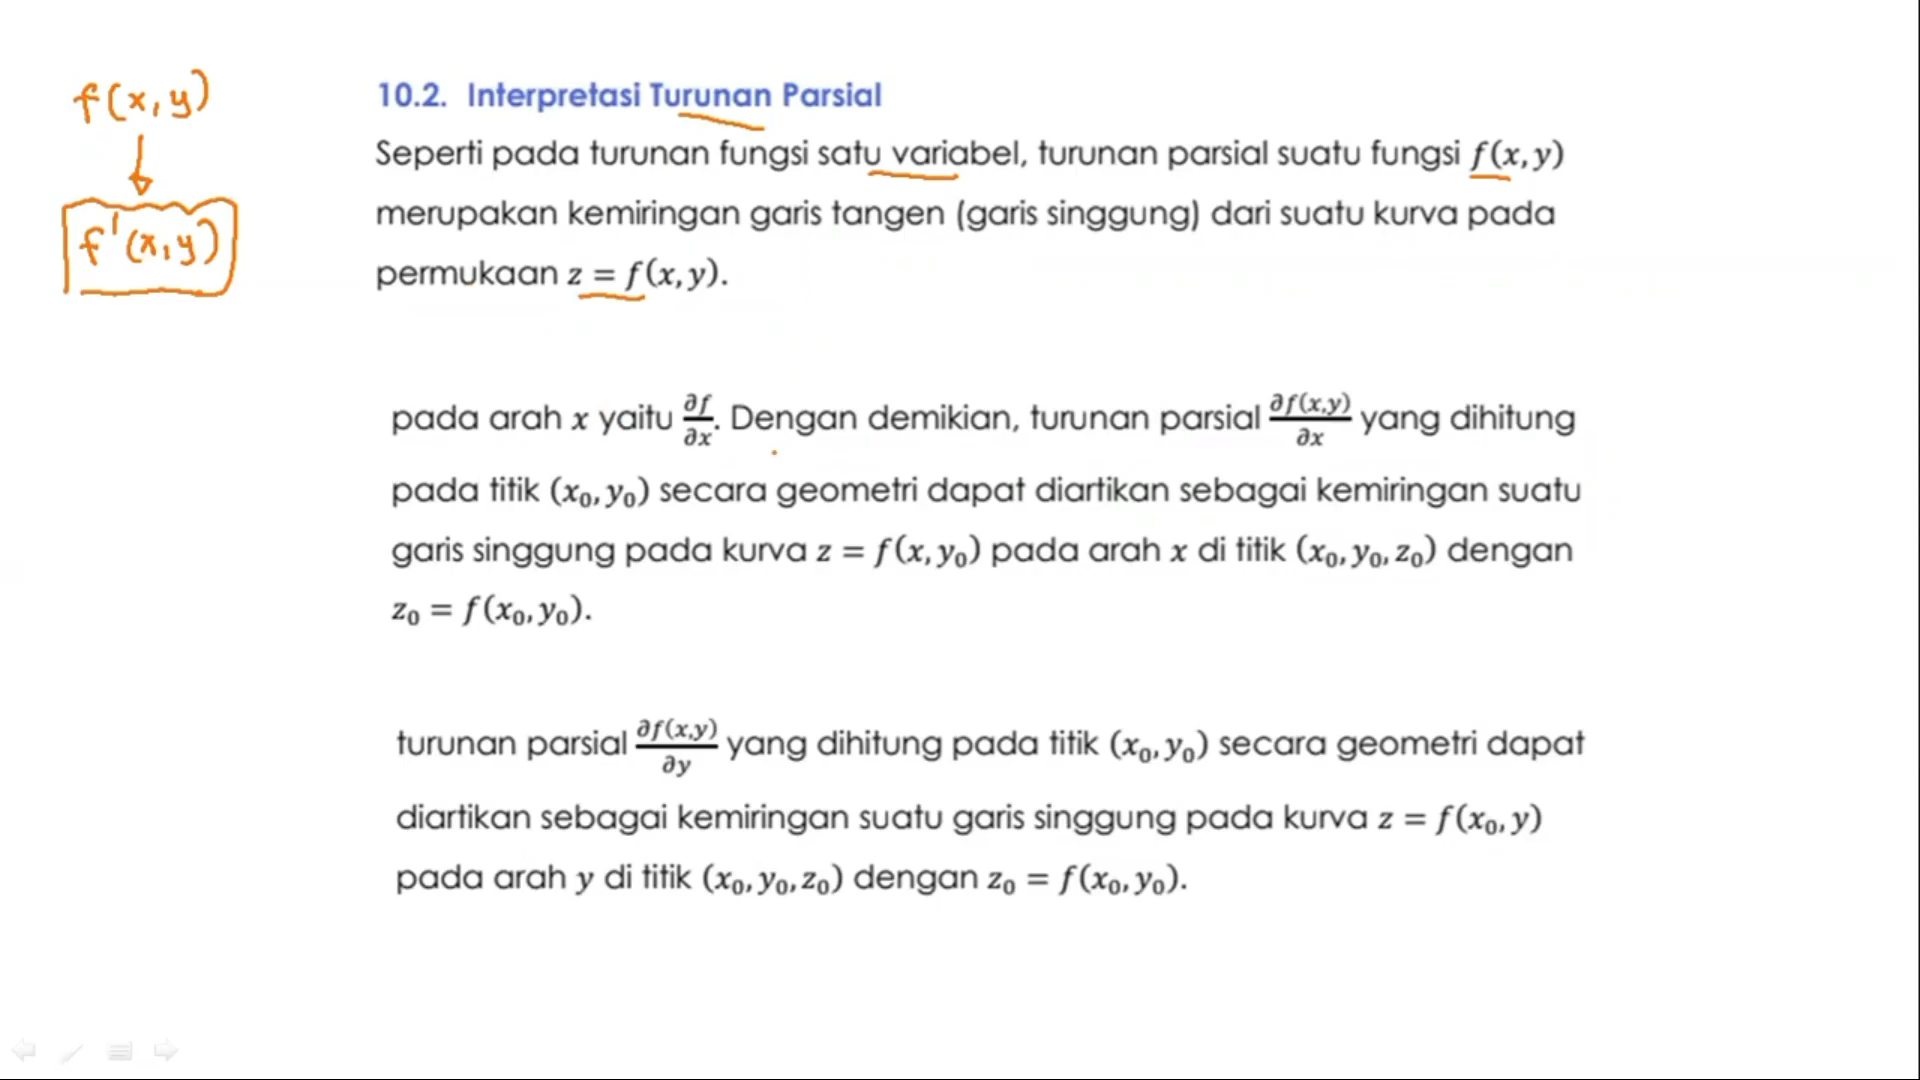 f(x,y)
f'(x,y)
10.2. Interpretasi Turunan Parsial
Seperti pada turunan fungsi satu variabel, turunan parsial suatu fungsi f(x,y)
merupakan kemiringan garis tangen (garis singgung) dari suatu kurva pada
permukaan z = f(x,y).
pada arah x yaitu ∂f/∂x. Dengan demikian, turunan parsial ∂f(x,y)/∂x yang dihitung
pada titik (x₀,y₀) secara geometri dapat diartikan sebagai kemiringan suatu
garis singgung pada kurva z = f(x,y₀) pada arah x di titik (x₀,y₀,z₀) dengan
z₀ = f(x₀,y₀).
turunan parsial ∂f(x,y)/∂y yang dihitung pada titik (x₀,y₀) secara geometri dapat
diartikan sebagai kemiringan suatu garis singgung pada kurva z = f(x₀,y)
pada arah y di titik (x₀,y₀,z₀) dengan z₀ = f(x₀,y₀).